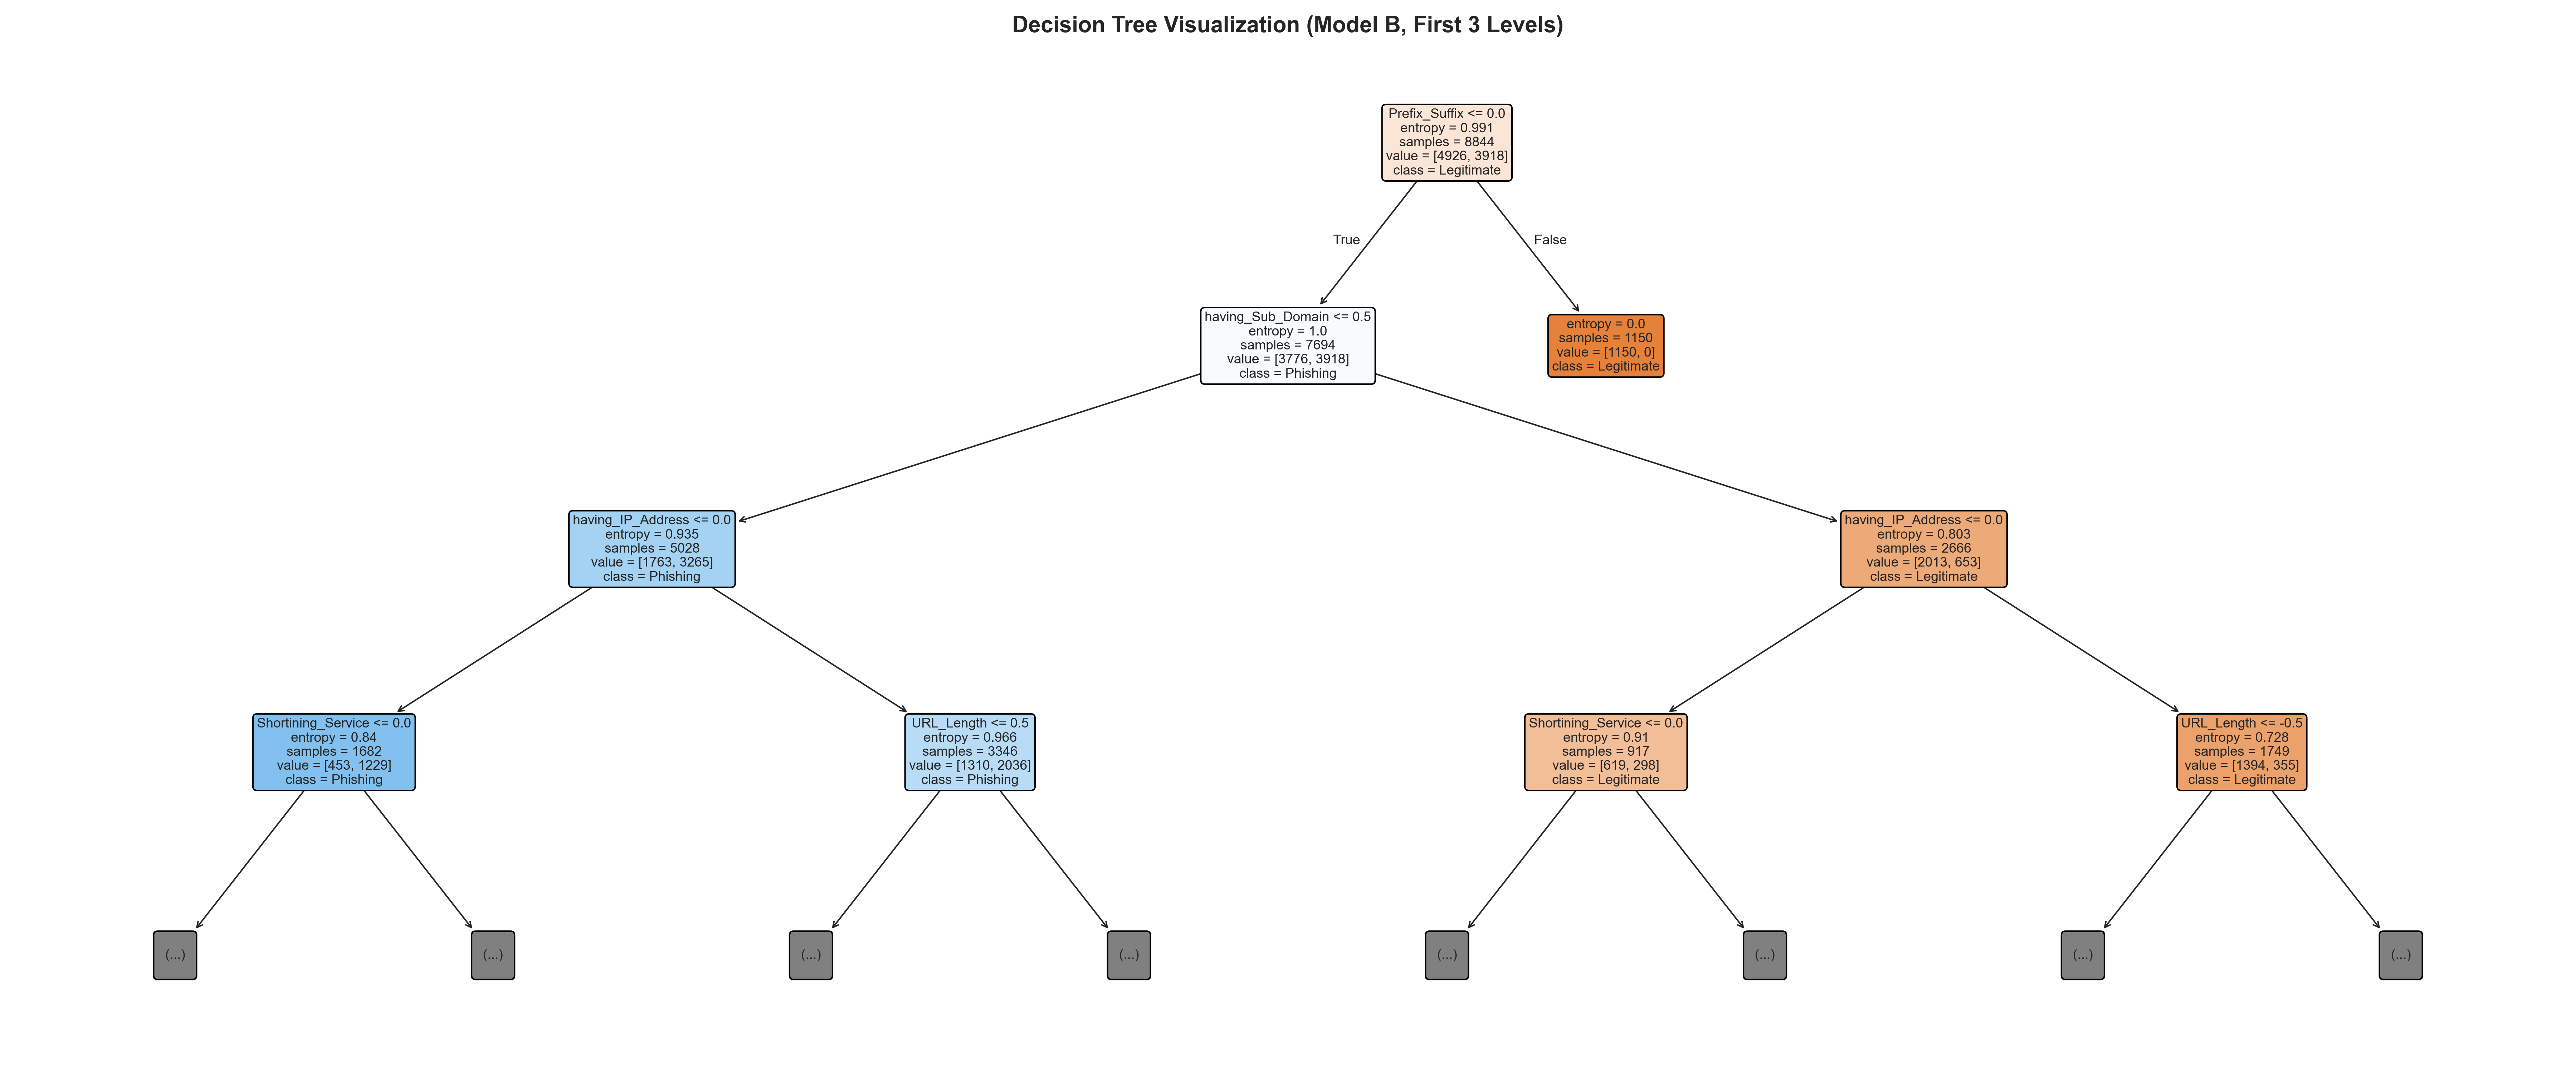 Decision Tree Visualization (Model B, First 3 Levels)
Prefix_Suffix <= 0.0
entropy = 0.991
samples = 8844
value = [4926, 3918]
class = Legitimate
True
False
having_Sub_Domain <= 0.5
entropy = 1.0
samples = 7694
value = [3776, 3918]
class = Phishing
entropy = 0.0
samples = 1150
value = [1150, 0]
class = Legitimate
having_IP_Address <= 0.0
entropy = 0.935
samples = 5028
value = [1763, 3265]
class = Phishing
having_IP_Address <= 0.0
entropy = 0.803
samples = 2666
value = [2013, 653]
class = Legitimate
Shortining_Service <= 0.0
entropy = 0.84
samples = 1682
value = [453, 1229]
class = Phishing
URL_Length <= 0.5
entropy = 0.966
samples = 3346
value = [1310, 2036]
class = Phishing
Shortining_Service <= 0.0
entropy = 0.91
samples = 917
value = [619, 298]
class = Legitimate
URL_Length <= -0.5
entropy = 0.728
samples = 1749
value = [1394, 355]
class = Legitimate
(...)
(...)
(...)
(...)
(...)
(...)
(...)
(...)